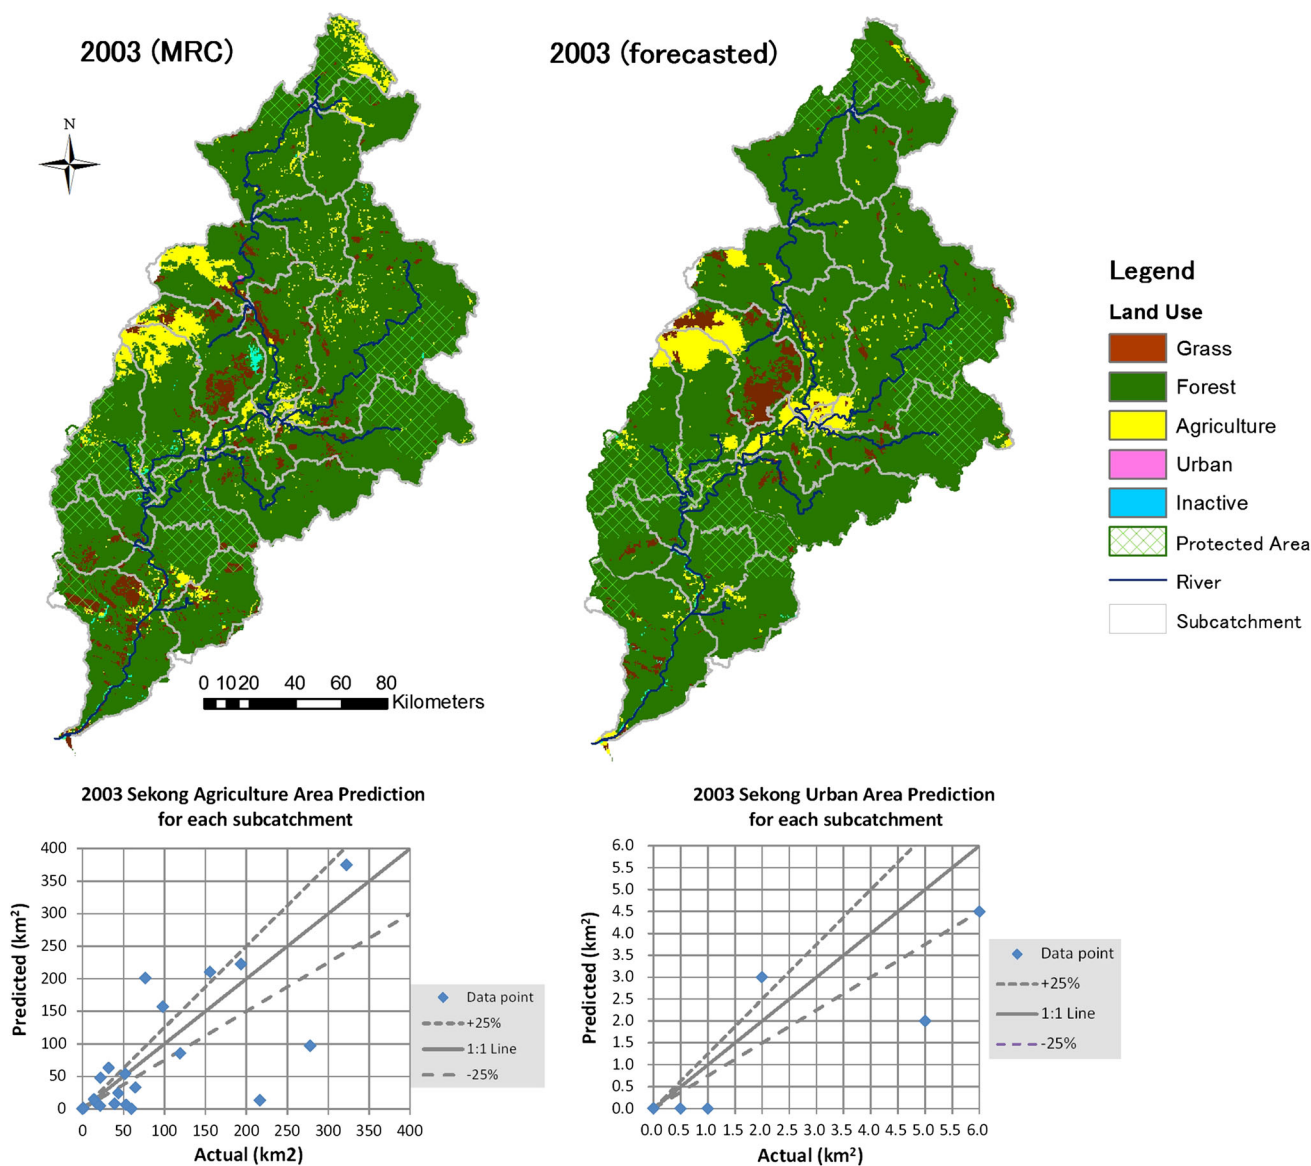 2003 (MRC)
2003 (forecasted)
N
Legend
Land Use
Grass
Forest
Agriculture
Urban
Inactive
Protected Area
River
Subcatchment
0 10 20 40 60 80
Kilometers
2003 Sekong Agriculture Area Prediction
for each subcatchment
400
350
300
250
200
150
100
50
0
Predicted (km²)
0 50 100 150 200 250 300 350 400
Actual (km2)
Data point
+25%
1:1 Line
-25%
2003 Sekong Urban Area Prediction
for each subcatchment
6.0
5.5
5.0
4.5
4.0
3.5
3.0
2.5
2.0
1.5
1.0
0.5
0.0
Predicted (km²)
0.0 0.5 1.0 1.5 2.0 2.5 3.0 3.5 4.0 4.5 5.0 5.5 6.0
Actual (km²)
Data point
+25%
1:1 Line
-25%